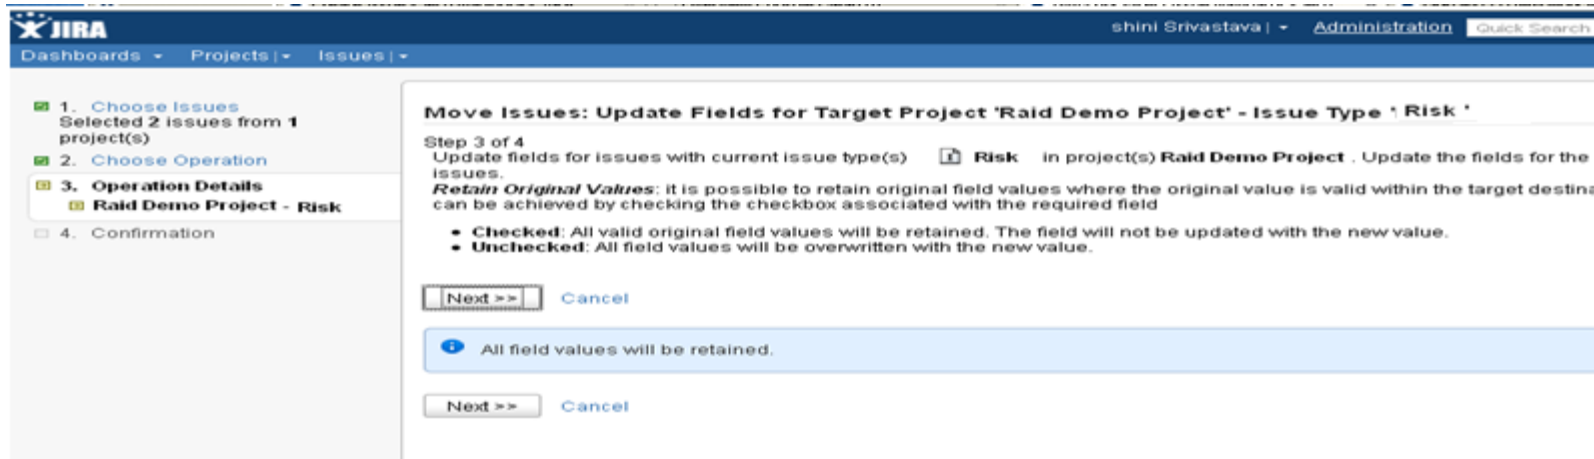 JIRA
shini Srivastava | Administration Quick Search
Dashboards Projects | Issues |
1. Choose Issues
Selected 2 issues from 1
project(s)
2. Choose Operation
3. Operation Details
Raid Demo Project - Risk
4. Confirmation
Move Issues: Update Fields for Target Project 'Raid Demo Project' - Issue Type ' Risk '
Step 3 of 4
Update fields for issues with current issue type(s) Risk in project(s) Raid Demo Project . Update the fields for the
issues.
Retain Original Values: it is possible to retain original field values where the original value is valid within the target destina
can be achieved by checking the checkbox associated with the required field
• Checked: All valid original field values will be retained. The field will not be updated with the new value.
• Unchecked: All field values will be overwritten with the new value.
Next >> Cancel
All field values will be retained.
Next >> Cancel